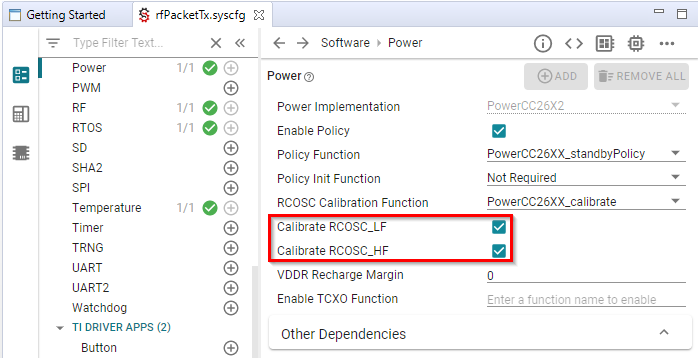 Getting Started
rfPacketTx.syscfg
Type Filter Text...
Software
Power
Power 1/1
PWM
RF 1/1
RTOS 1/1
SD
SHA2
SPI
Temperature 1/1
Timer
TRNG
UART
UART2
Watchdog
TI DRIVER APPS (2)
Button
Power
ADD
REMOVE ALL
Power Implementation PowerCC26X2
Enable Policy
Policy Function PowerCC26XX_standbyPolicy
Policy Init Function Not Required
RCOSC Calibration Function PowerCC26XX_calibrate
Calibrate RCOSC_LF
Calibrate RCOSC_HF
VDDR Recharge Margin 0
Enable TCXO Function Enter a function name to enable
Other Dependencies